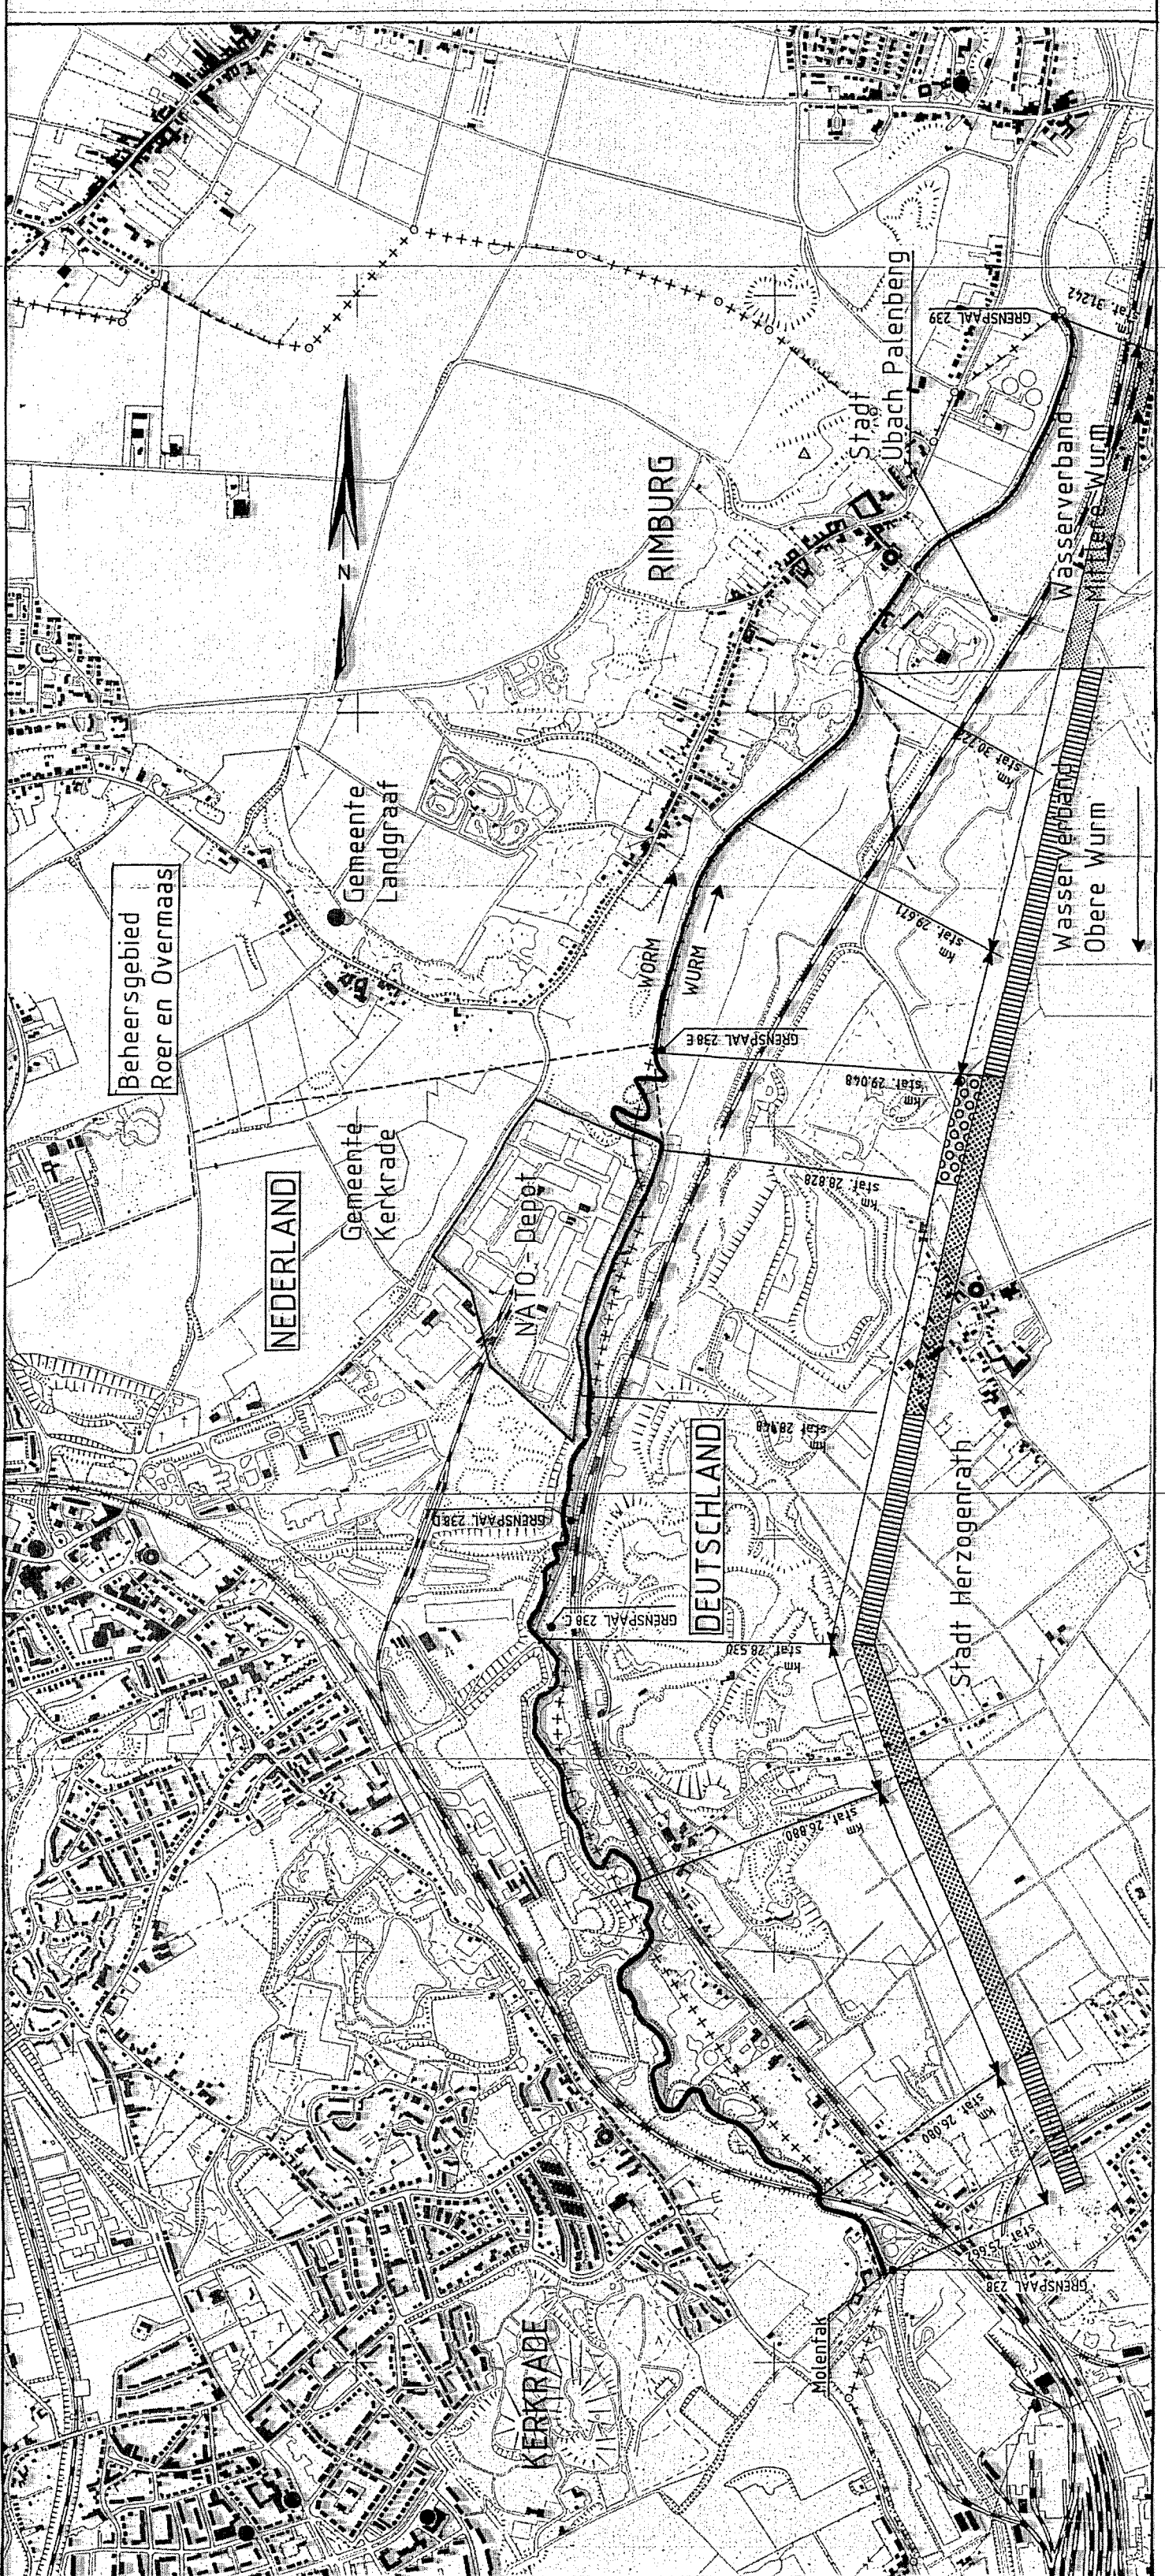 Stadt
Ubach Palenberg
GRENSPAAL 239
km
stat. 31.242
RIMBURG
N
Wasserverband
Mittlere Wurm
km
stat. 30.722
Gemeente
Landgraaf
Beheersgebied
Roer en Overmaas
Wasserverband
Obere Wurm
km
stat. 29.671
WORM
WURM
GRENSPAAL 238 E
km
stat. 29.048
Gemeente
Kerkrade
NEDERLAND
NATO-Depot
km
stat. 28.828
km
DEUTSCHLAND
GRENSPAAL 238 D
Stadt Herzogenrath
GRENSPAAL 238 C
km
stat. 28.530
km
stat. 26.880
km
stat. 26.080
km
GRENSPAAL 238
Molentak
KERKRADE